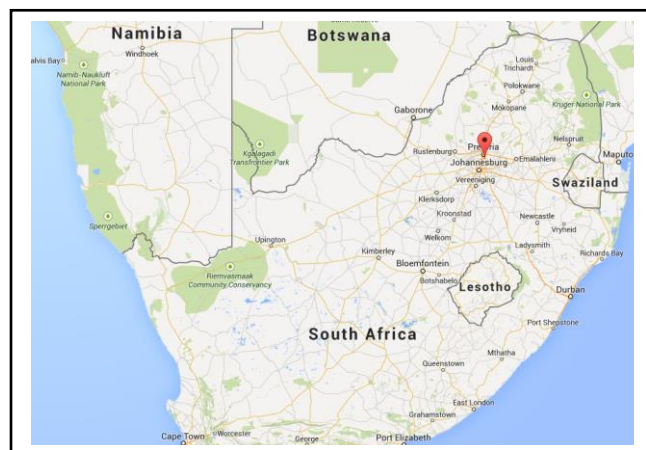 Namibia
Botswana
Windhoek
alvis Bay
Namib-Naukluft
National Park
Louis
Trichardt
Polokwane
Mokopane
Kruger National Park
Gaborone
Kgalagadi
Transfrontier Park
Rustenburg
Pretoria
Nelspruit
Emalahleni
Maputo
Johannesburg
Vereeniging
Swaziland
Klerksdorp
Sperrgebiet
Kroonstad
Newcastle
Vryheid
Upington
Welkom
Ladysmith
Kimberley
Richards Bay
Riemvasmaak
Community Conservancy
Bloemfontein
Botshabelo
Lesotho
Durban
South Africa
Port Shepstone
Mthatha
Queenstown
East London
Grahamstown
Cape Town
Worcester
George
Port Elizabeth